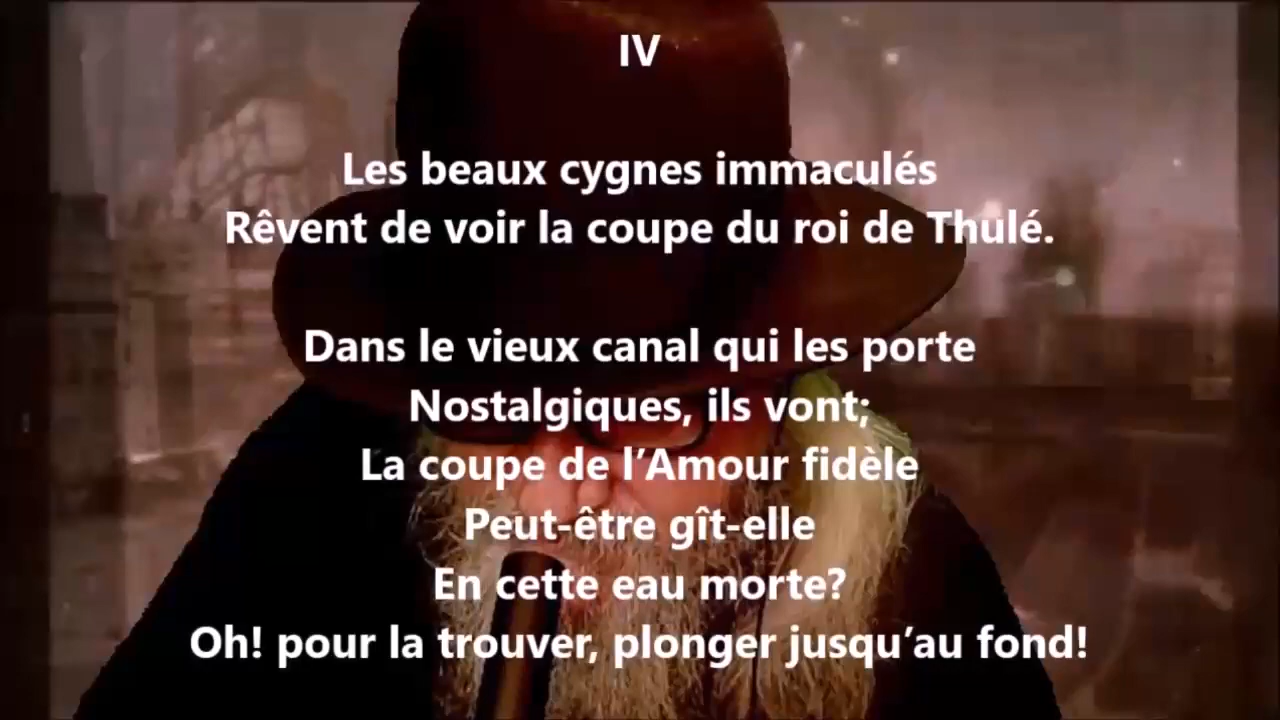 IV
Les beaux cygnes immaculés
Rêvent de voir la coupe du roi de Thulé.
Dans le vieux canal qui les porte
Nostalgiques, ils vont;
La coupe de l’Amour fidèle
Peut-être gît-elle
En cette eau morte?
Oh! pour la trouver, plonger jusqu’au fond!